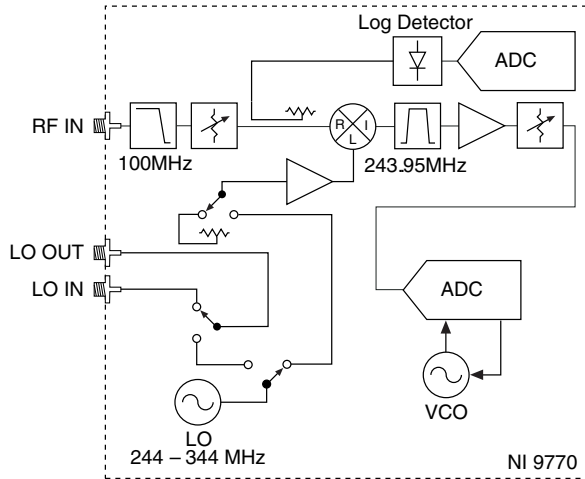 Log Detector
ADC
RF IN
R
I
L
100MHz
243.95MHz
LO OUT
LO IN
ADC
VCO
LO
244 – 344 MHz
NI 9770